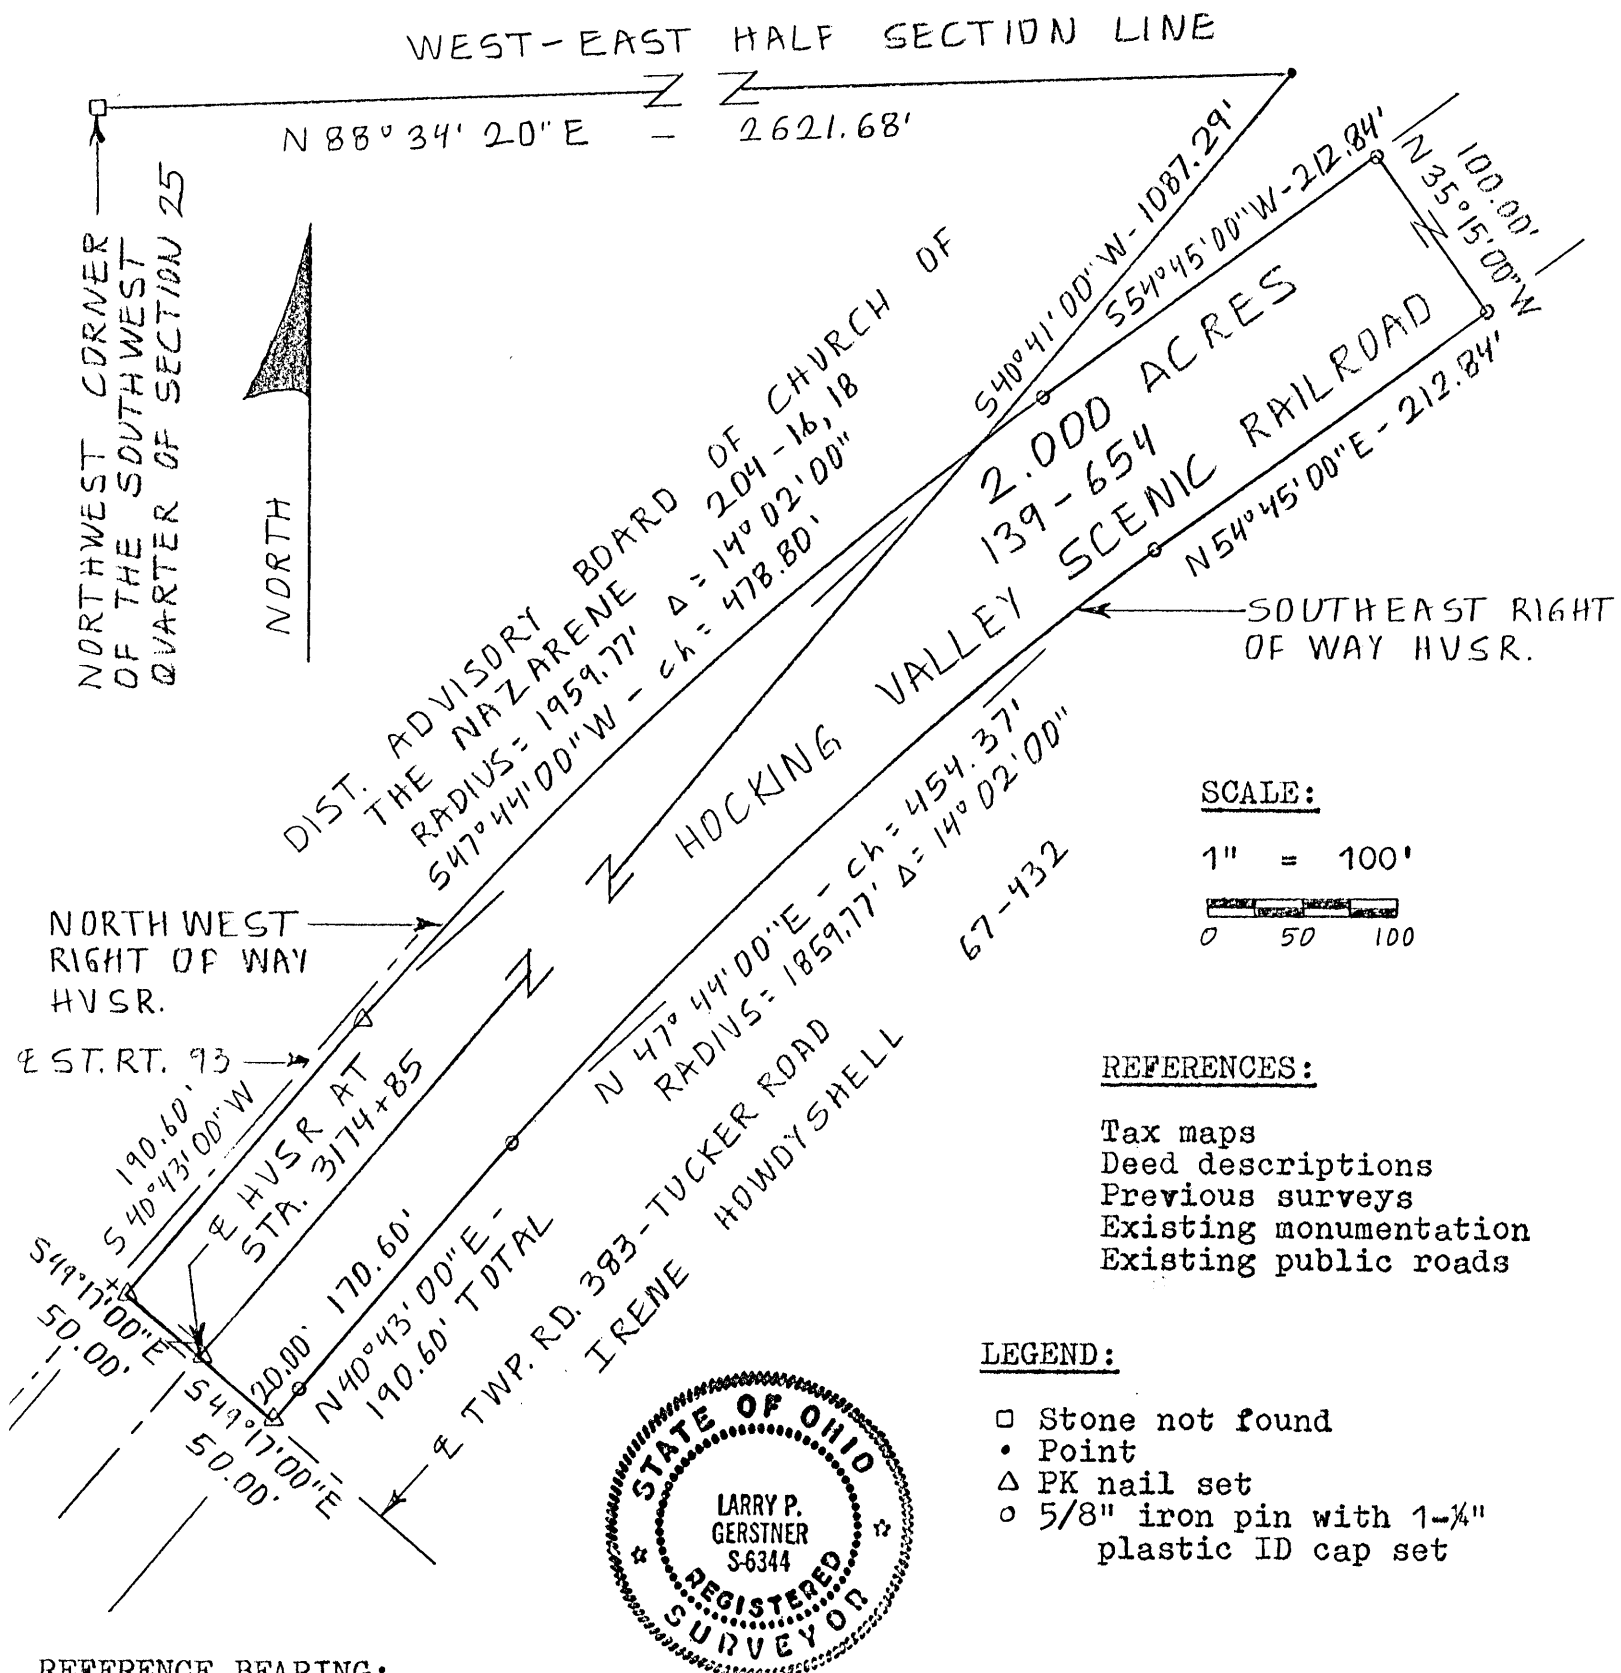 WEST-EAST HALF SECTION LINE
N 88° 34' 20" E - 2621.68'
NORTHWEST CORNER
OF THE SOUTHWEST
QUARTER OF SECTION 25
NORTH
S40°41'00"W - 1087.29'
S54°45'00"W - 212.84'
N 35°15'00"W
100.00'
2.000 ACRES
139-654
HOCKING VALLEY SCENIC RAILROAD
N 54°45'00"E - 212.84'
SOUTHEAST RIGHT
OF WAY HVSR.
DIST. ADVISORY BOARD OF CHURCH OF
THE NAZARENE 204-16,18
RADIUS = 1959.77' Δ = 14°02'00"
S47°44'00"W - ch = 478.80'
N 47° 44'00"E - ch = 454.37'
RADIUS = 1859.77' Δ = 14°02'00"
67-432
NORTHWEST
RIGHT OF WAY
HVSR.
℄ ST. RT. 93
190.60'
S 40°43'00"W
℄ HVSR AT
STA. 3174+85
S49°17'00"E
50.00'
S49°17'00"E
50.00'
20.00' 170.60'
N 40°43'00"E -
190.60' TOTAL
℄ TWP. RD. 383 - TUCKER ROAD
IRENE HOWDYSHELL
SCALE:
1" = 100'
0 50 100
REFERENCES:
Tax maps
Deed descriptions
Previous surveys
Existing monumentation
Existing public roads
LEGEND:
□ Stone not found
• Point
Δ PK nail set
o 5/8" iron pin with 1-¼"
plastic ID cap set
STATE OF OHIO
LARRY P.
GERSTNER
S-6344
REGISTERED
SURVEYOR
REFERENCE BEARING: